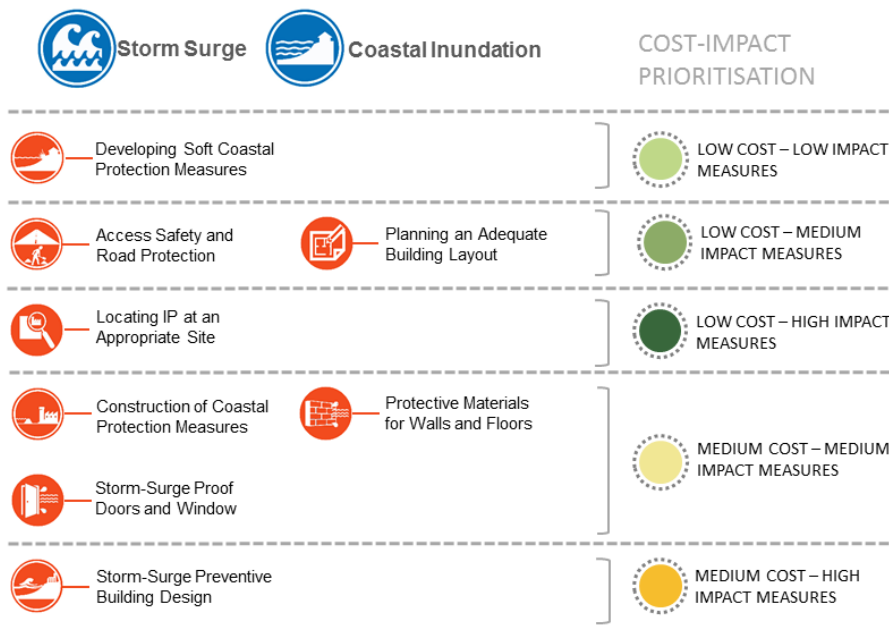 Storm Surge
Coastal Inundation
COST-IMPACT
PRIORITISATION
Developing Soft Coastal
Protection Measures
LOW COST – LOW IMPACT
MEASURES
Access Safety and
Road Protection
Planning an Adequate
Building Layout
LOW COST – MEDIUM
IMPACT MEASURES
Locating IP at an
Appropriate Site
LOW COST – HIGH IMPACT
MEASURES
Construction of Coastal
Protection Measures
Protective Materials
for Walls and Floors
Storm-Surge Proof
Doors and Window
MEDIUM COST – MEDIUM
IMPACT MEASURES
Storm-Surge Preventive
Building Design
MEDIUM COST – HIGH
IMPACT MEASURES